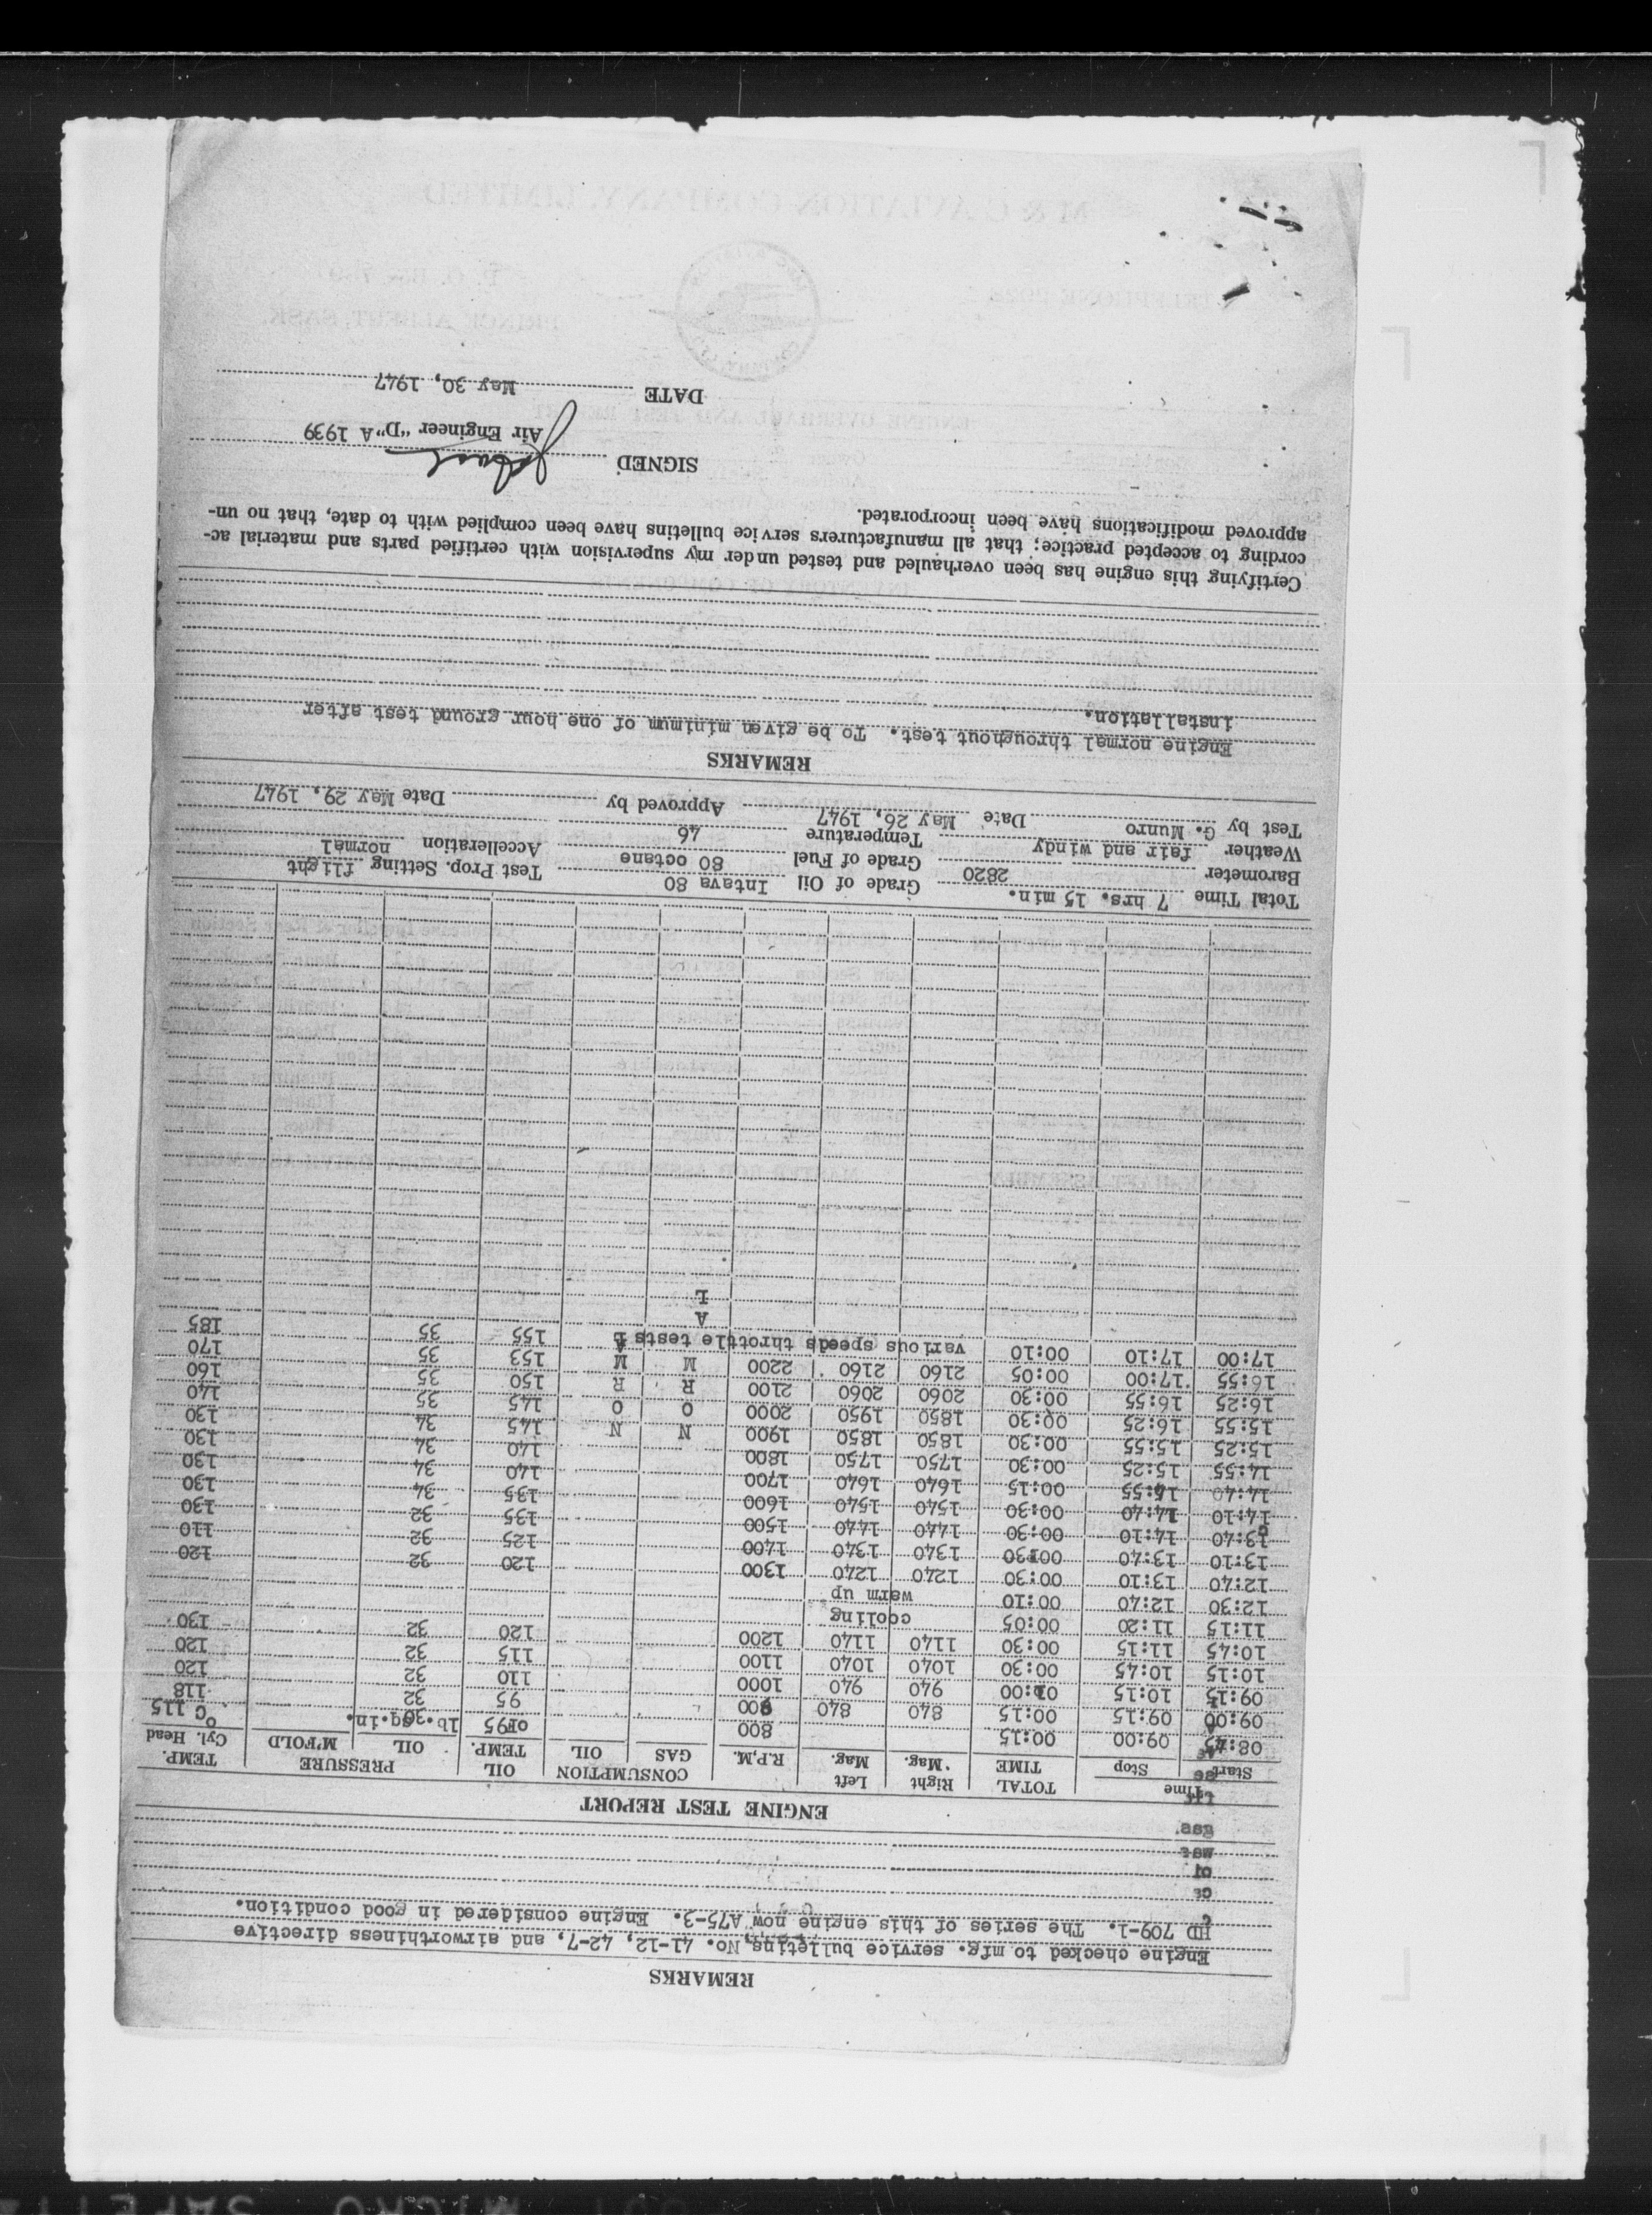 REMARKS
Engine checked to mfg. service bulletins, No. 41-12, 42-7, and airworthiness directive
HD 709-1. The series of this engine now A75-3. Engine considered in good condition.
ENGINE TEST REPORT
Time TOTAL Right Left CONSUMPTION OIL PRESSURE TEMP.
Start Stop TIME Mag. Mag. R.P.M. GAS OIL TEMP. OIL M'FOLD Cyl. Head
08:45 09:00 00:15 800 oF95 30 lb.sq.in. oC 115
09:00 09:15 00:15 840 840 900 95 32 118
09:15 10:15 01:00 940 940 1000 110 32 120
10:15 10:45 00:30 1040 1040 1100 115 32 120
10:45 11:15 00:30 1140 1140 1200 120 32 130
11:15 11:20 00:05 cooling
12:30 12:40 00:10 warm up
12:40 13:10 00:30 1240 1240 1300 120 32 120
13:10 13:40 00:30 1340 1340 1400 125 32 110
13:40 14:10 00:30 1440 1440 1500 135 32 130
14:10 14:40 00:30 1540 1540 1600 135 34 130
14:40 14:55 00:15 1640 1640 1700 140 34 130
14:55 15:25 00:30 1750 1750 1800 140 34 130
15:25 15:55 00:30 1850 1850 1900 N N 145 34 130
15:55 16:25 00:30 1850 1950 2000 O O 145 35 140
16:25 16:55 00:30 2060 2060 2100 R R 150 35 160
16:55 17:00 00:05 2160 2160 2200 M M 153 35 170
17:00 17:10 00:10 various speeds throttle tests 155 35 185
A
L
Total Time 7 hrs. 15 min. Grade of Oil Intava 80 Test Prop. Setting flight
Barometer 2820 Grade of Fuel 80 octane Accelleration normal
Weather fair and windy Temperature 46
Test by G. Munro Date May 26, 1947 Approved by Date May 29, 1947
REMARKS
Engine normal throughout test. To be given minimum of one hour ground test after
installation.
Certifying this engine has been overhauled and tested under my supervision with certified parts and material ac-
cording to accepted practice; that all manufacturers service bulletins have been complied with to date, that no un-
approved modifications have been incorporated.
SIGNED
Air Engineer "D" A 1939
DATE May 30, 1947